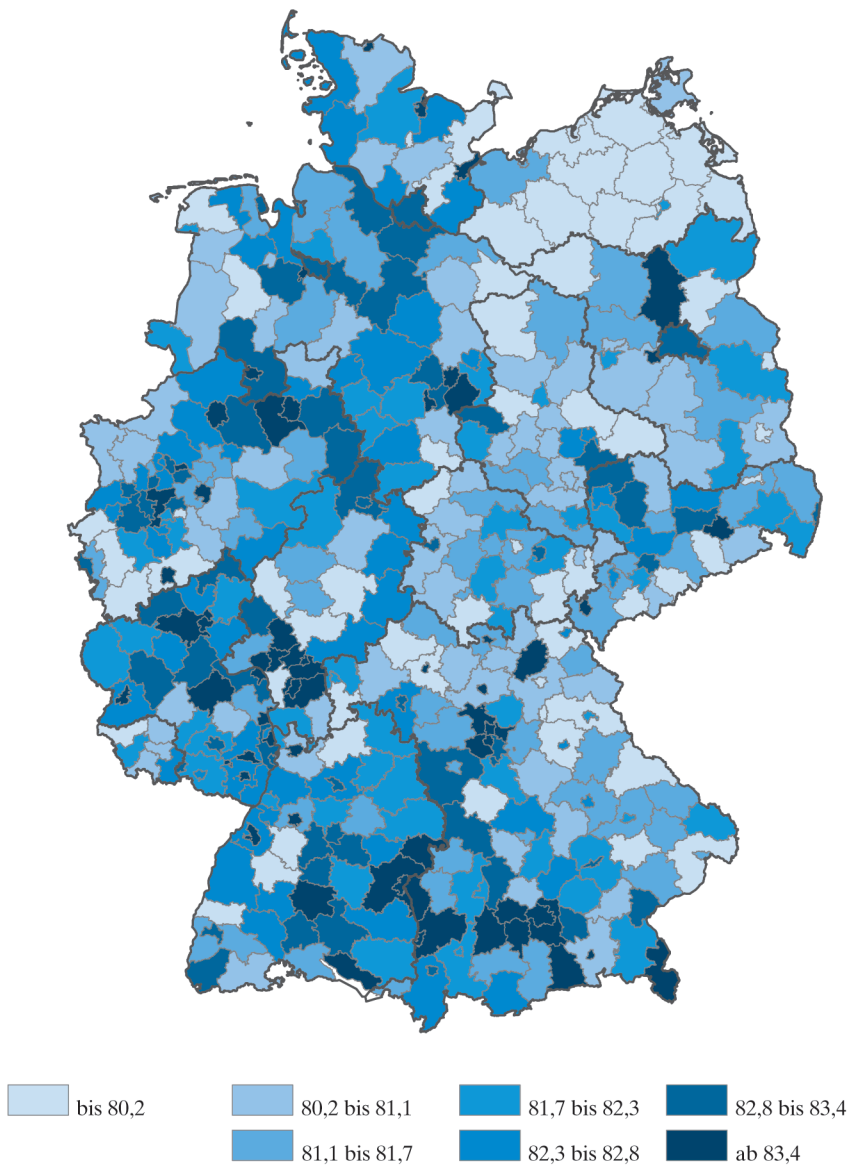 bis 80,2
80,2 bis 81,1
81,7 bis 82,3
82,8 bis 83,4
81,1 bis 81,7
82,3 bis 82,8
ab 83,4